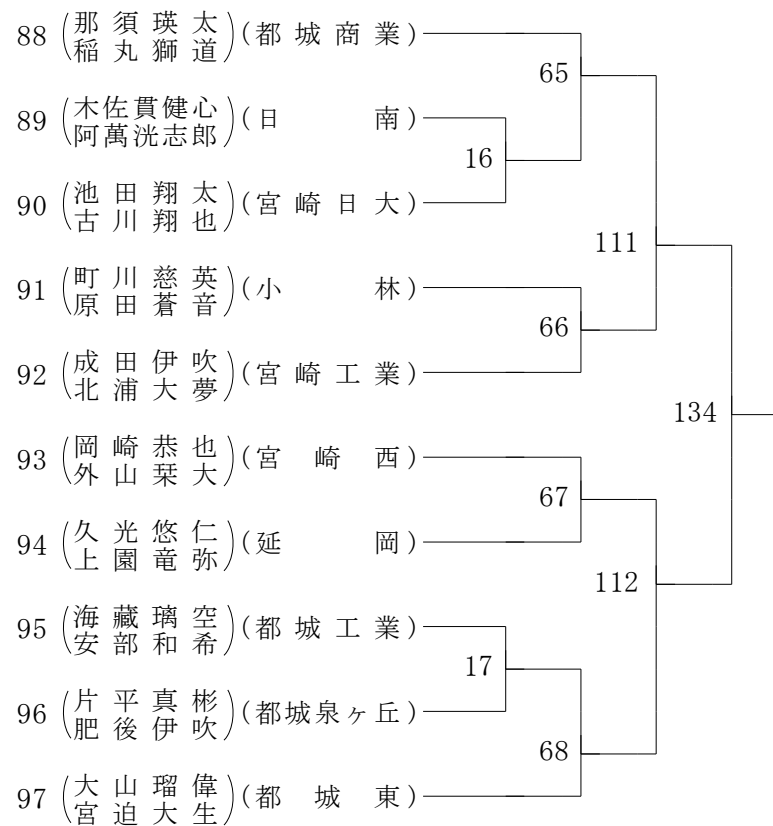 88 (那須瑛太 稲丸獅道) (都城商業)
65
89 (木佐貫健心 阿萬洸志郎) (日南)
16
90 (池田翔太 古川翔也) (宮崎日大)
111
91 (町川慈英 原田蒼音) (小林)
66
92 (成田伊吹 北浦大夢) (宮崎工業)
134
93 (岡崎恭也 外山栞大) (宮崎西)
67
94 (久光悠仁 上園竜弥) (延岡)
112
95 (海藏璃空 安部和希) (都城工業)
17
96 (片平真彬 肥後伊吹) (都城泉ヶ丘)
68
97 (大山瑠偉 宮迫大生) (都城東)